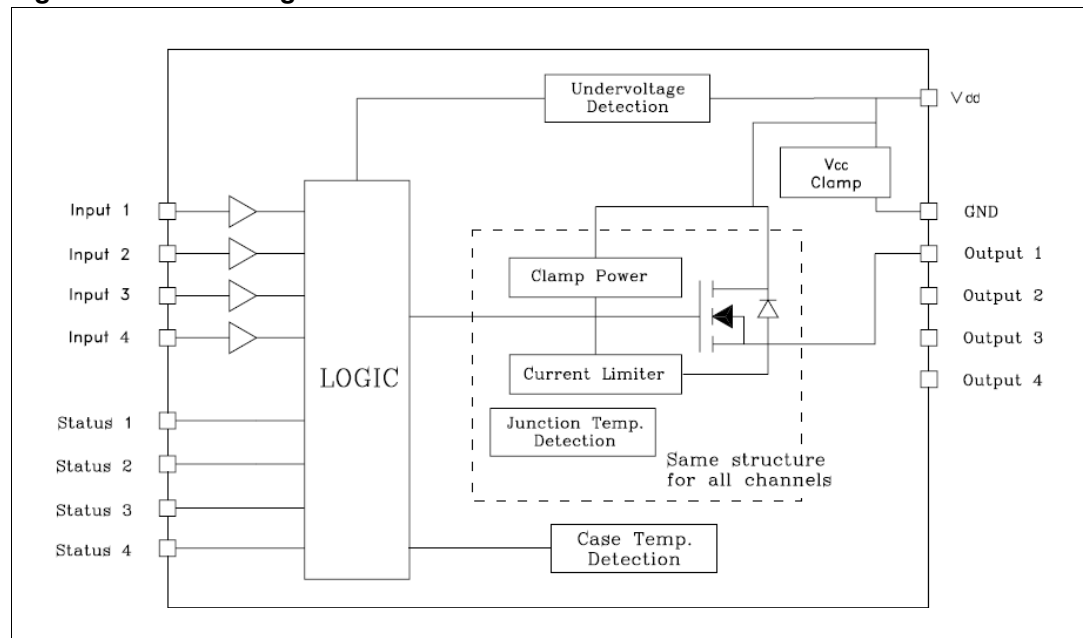 Undervoltage
Detection
Vdd
Vcc
Clamp
Input 1
GND
Input 2
Output 1
Clamp Power
Input 3
Output 2
Input 4
Output 3
LOGIC
Current Limiter
Output 4
Status 1
Junction Temp.
Detection
Status 2
Same structure
for all channels
Status 3
Status 4
Case Temp.
Detection